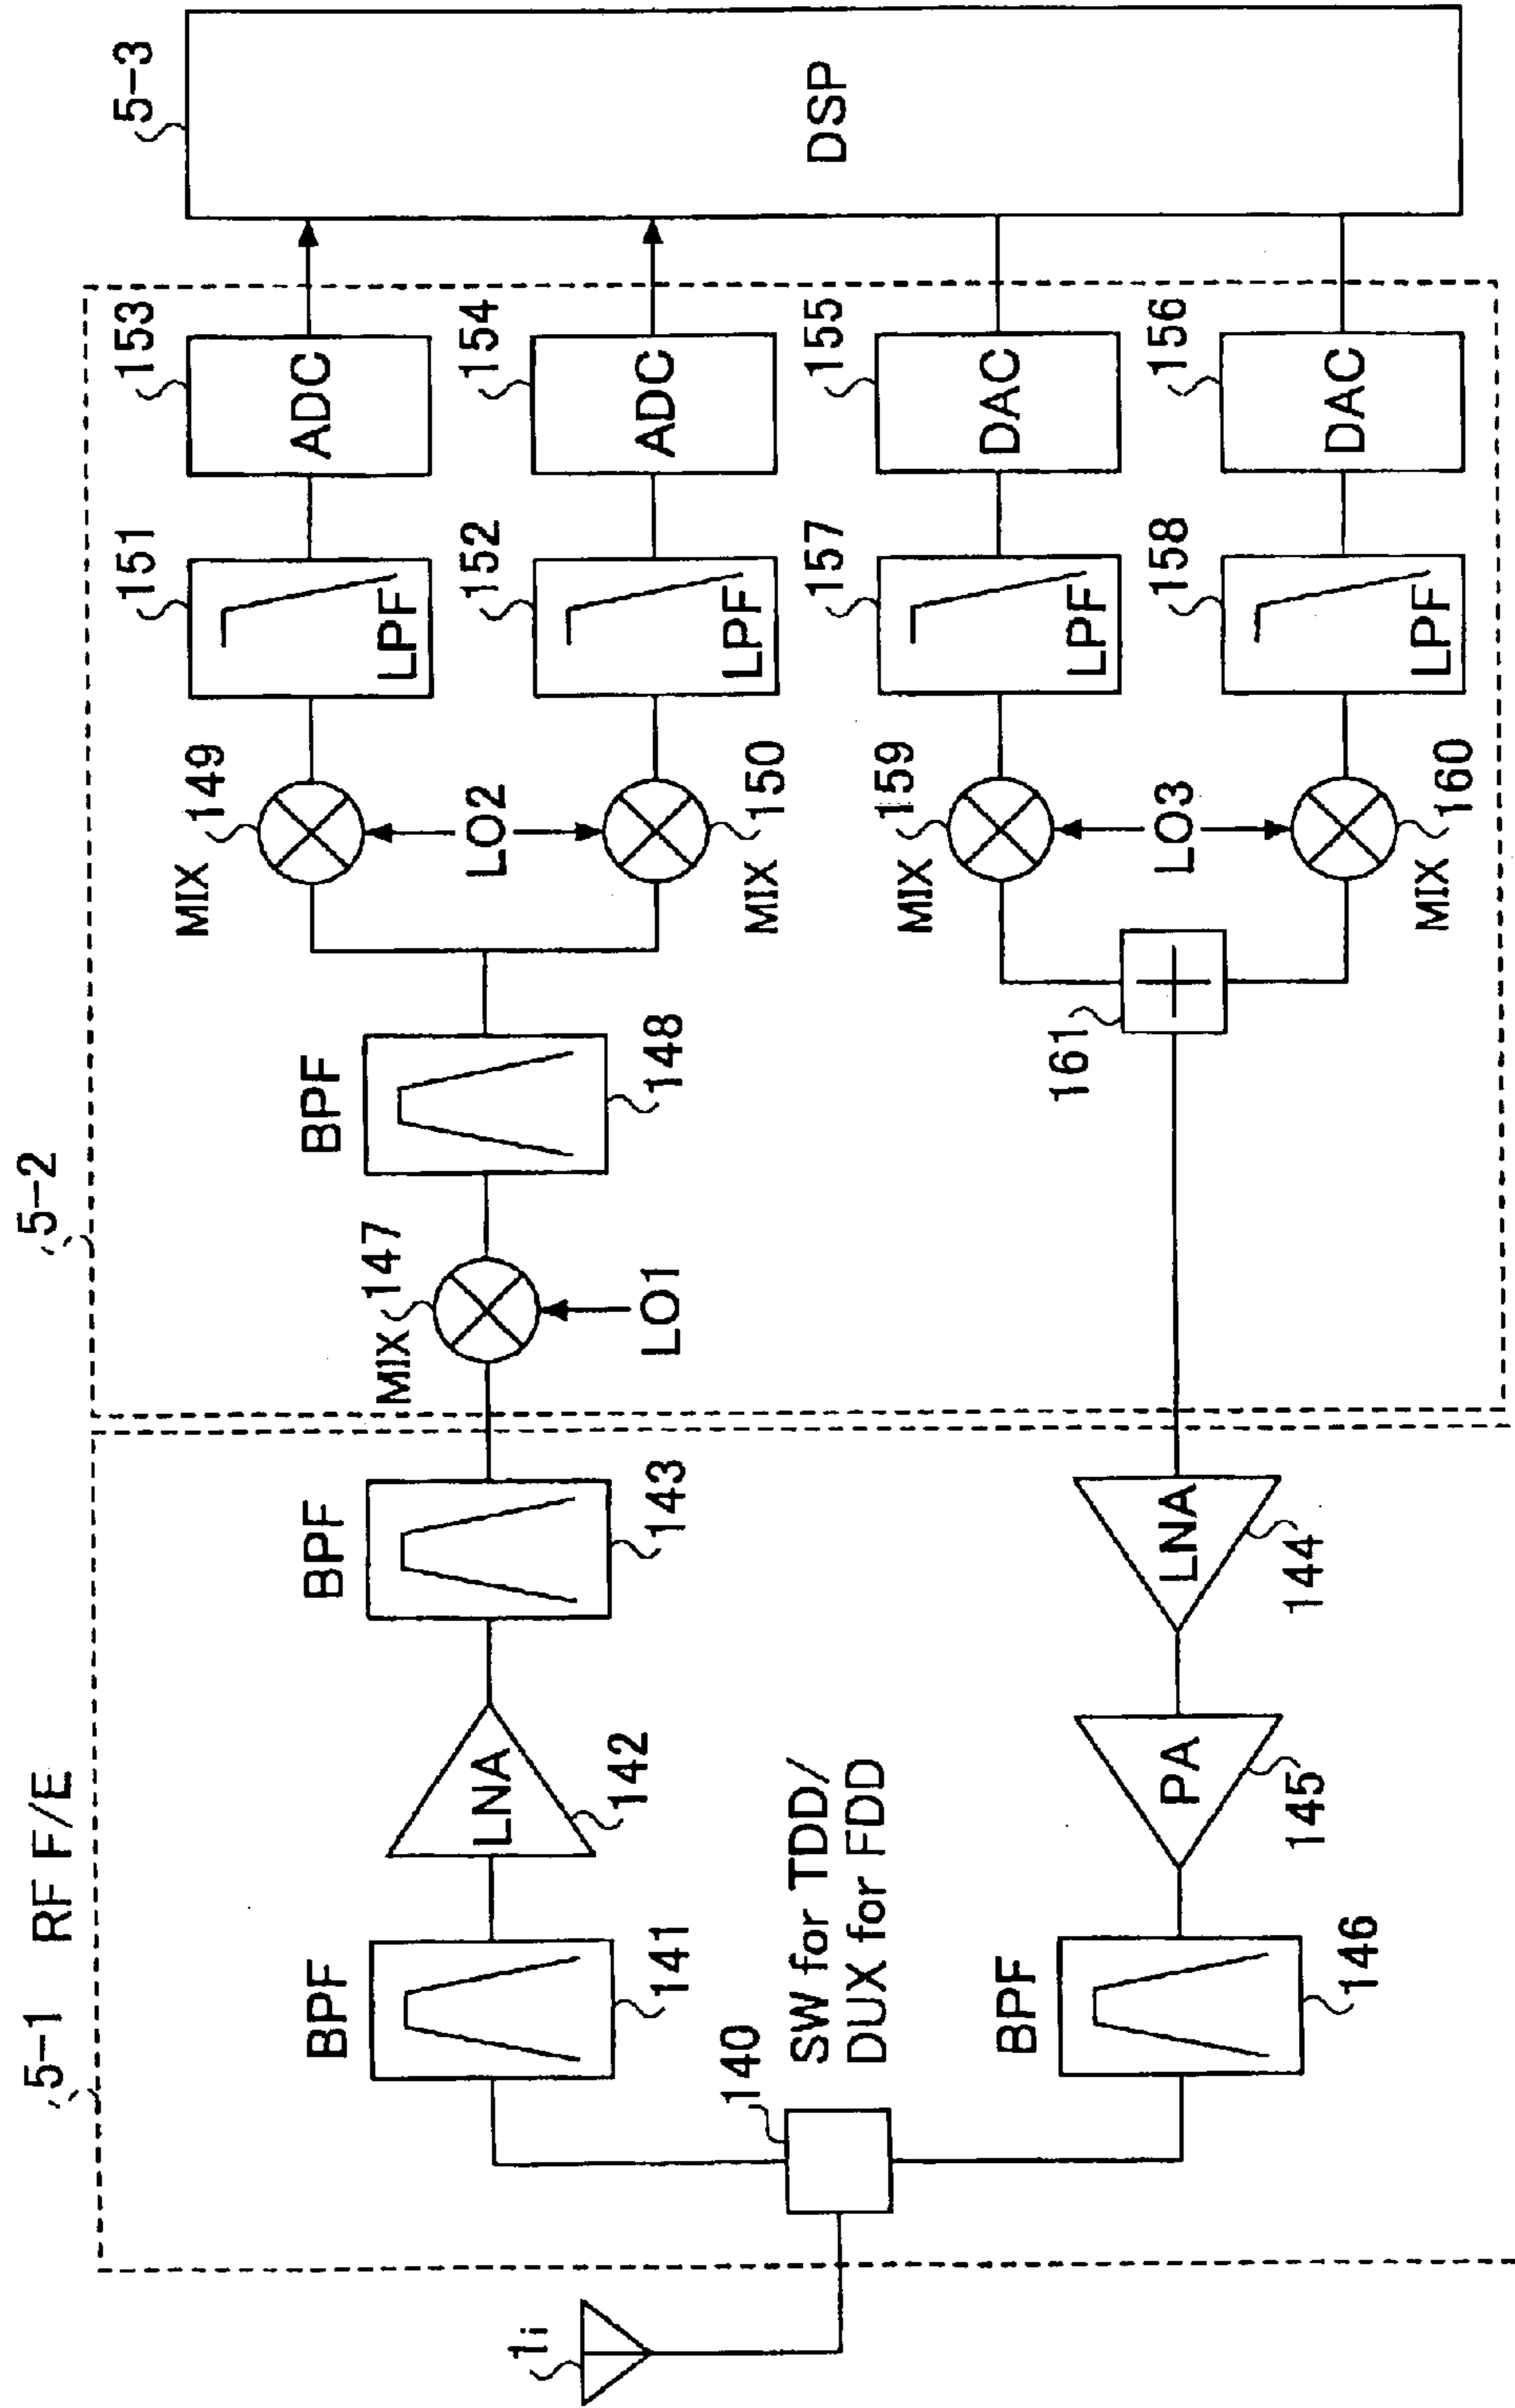 5-1 RF F/E
5-2
5-3
1i
140
SW for TDD/
DUX for FDD
BPF
141
LNA
142
BPF
143
MIX
147
LO1
BPF
148
MIX
149
LO2
MIX
150
LPF
151
LPF
152
ADC
153
ADC
154
DSP
DAC
155
DAC
156
LPF
157
LPF
158
MIX
159
LO3
MIX
160
161
LNA
144
PA
145
BPF
146